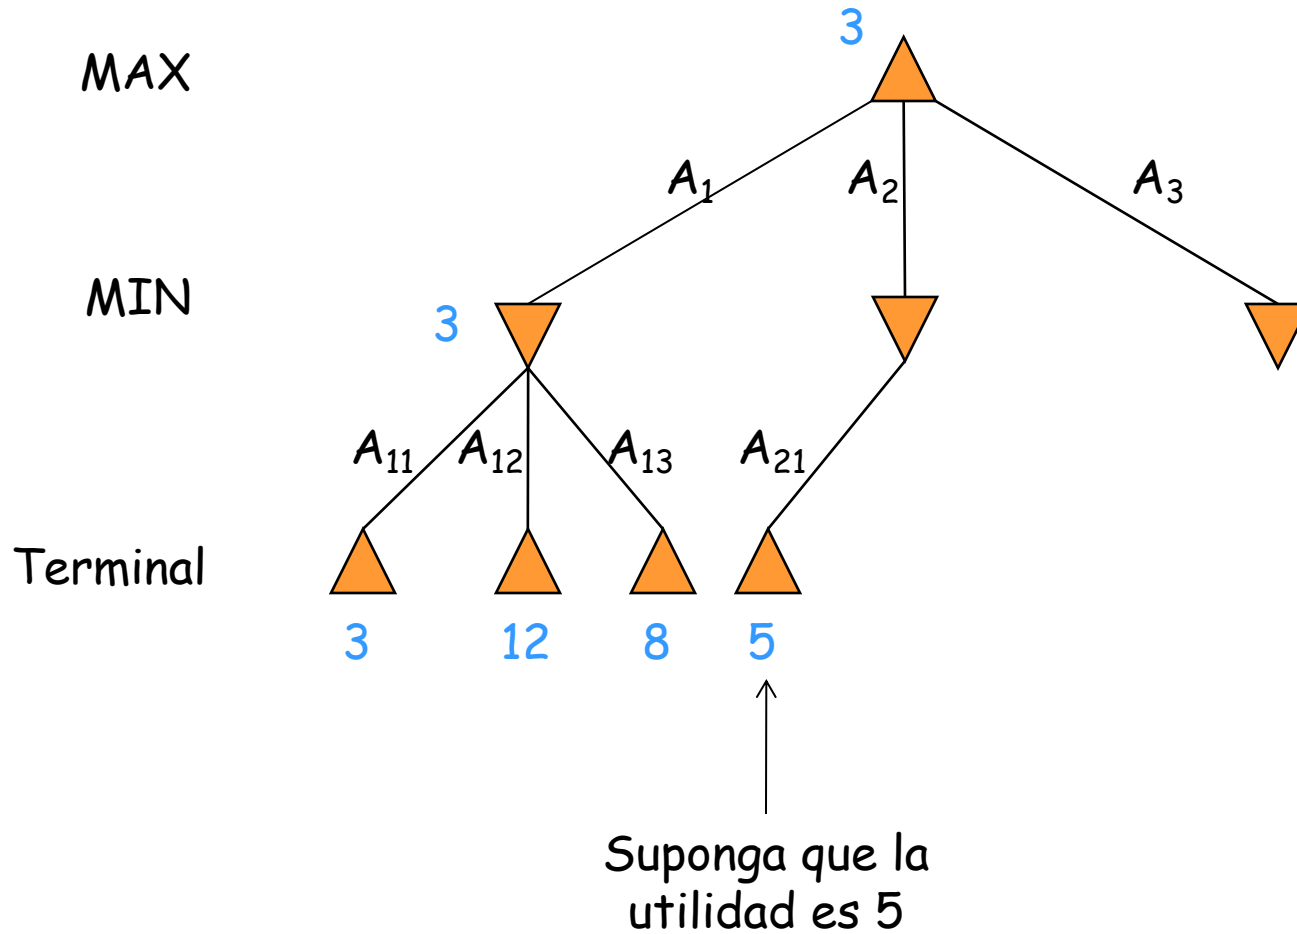 3
MAX
A1 A2 A3
MIN
3
A11 A12 A13 A21
Terminal
3 12 8 5
Suponga que la
utilidad es 5